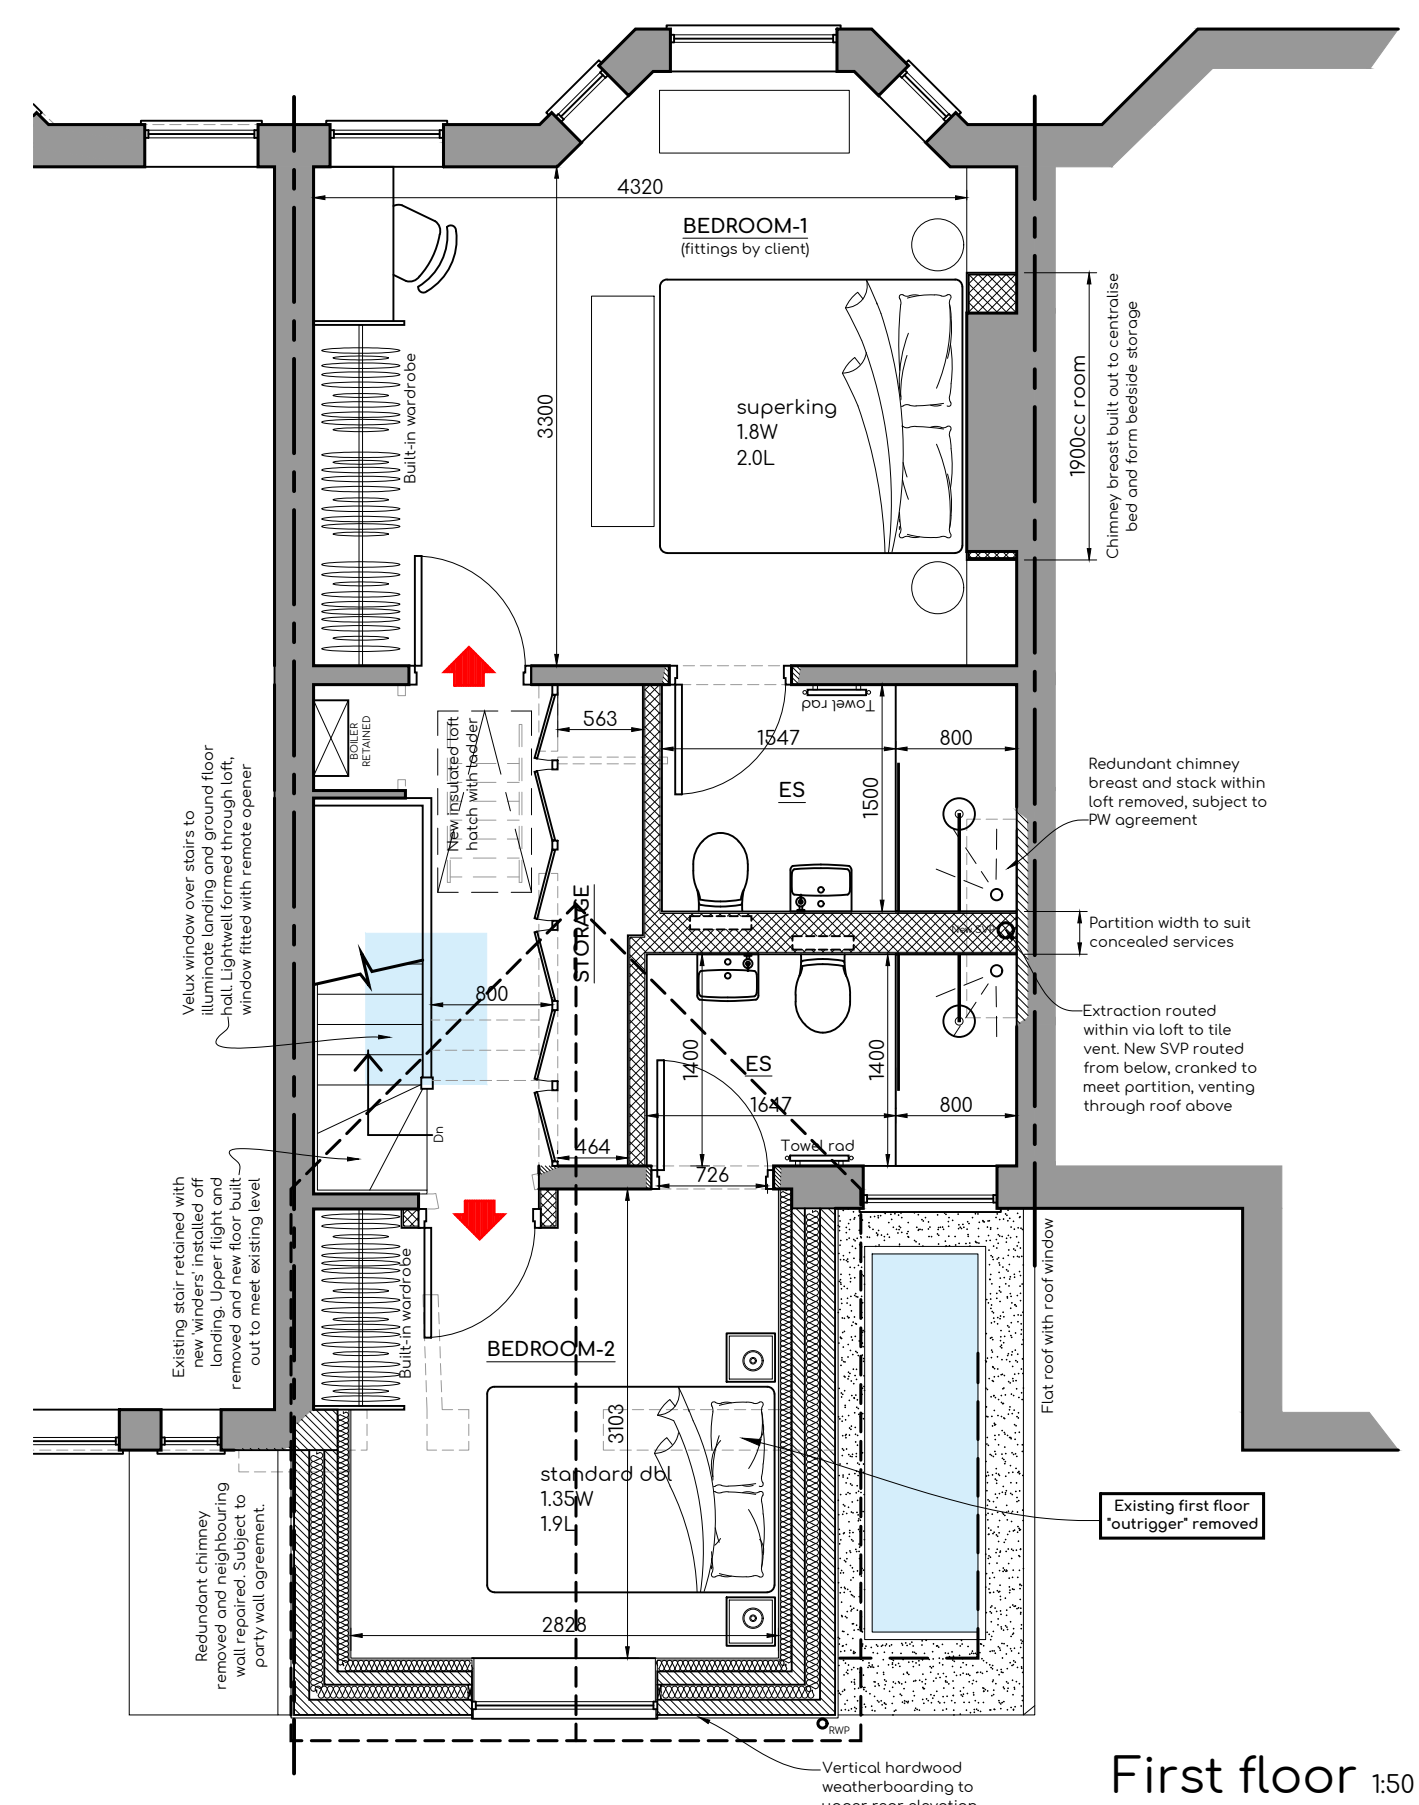 4320
BEDROOM-1
(fittings by client)
3300
Built-in wardrobe
superking
1.8W
2.0L
1900cc room
Chimney breast built out to centralise
bed and form bedside storage
BOILER
RETAINED
New insulated loft
hatch with ladder
563
Towel rad
1547
800
ES
1500
Redundant chimney
breast and stack within
loft removed, subject to
PW agreement
Velux window over stairs to
illuminate landing and ground floor
hall. Lightwell formed through loft,
window fitted with remote opener
STORAGE
New SVP
Partition width to suit
concealed services
800
1400
ES
1400
Extraction routed
within via loft to tile
vent. New SVP routed
from below, cranked to
meet partition, venting
through roof above
1647
800
Dn
464
Towel rad
726
Existing stair retained with
new 'winders' installed off
landing. Upper flight and
removed and new floor built
out to meet existing level
Built-in wardrobe
BEDROOM-2
3103
standard dbl
1.35W
1.9L
Flat roof with roof window
Existing first floor
"outrigger" removed
Redundant chimney
removed and neighbouring
wall repaired. Subject to
party wall agreement.
2828
RWP
Vertical hardwood
weatherboarding to
First floor 1:50